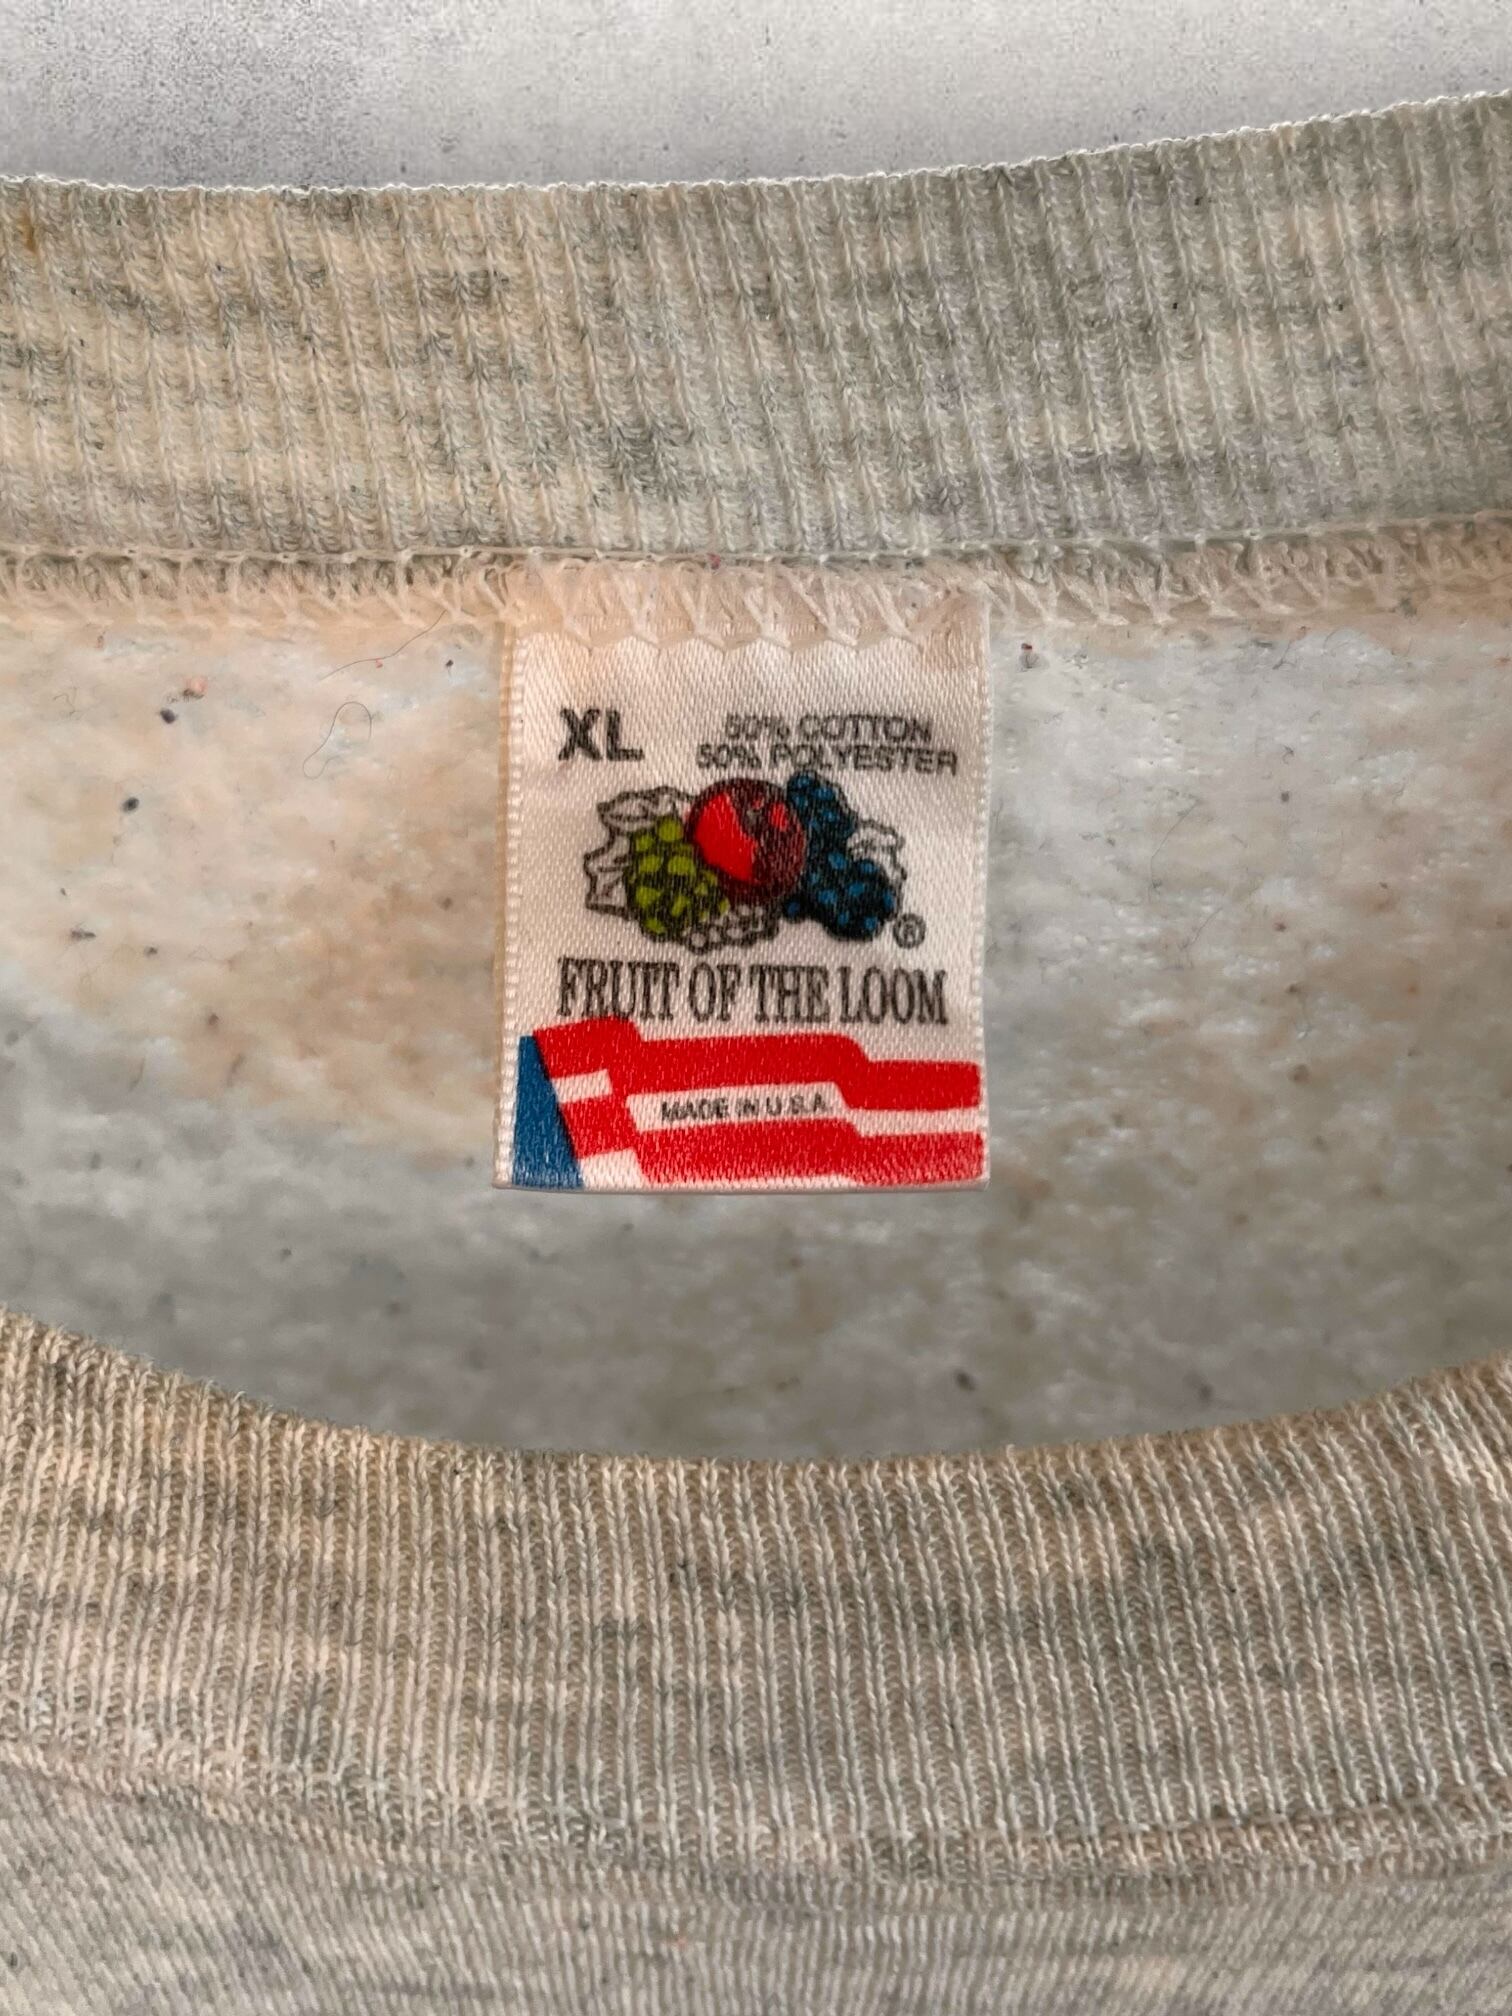 XL
50% COTTON
50% POLYESTER
®
FRUIT OF THE LOOM
MADE IN U.S.A.